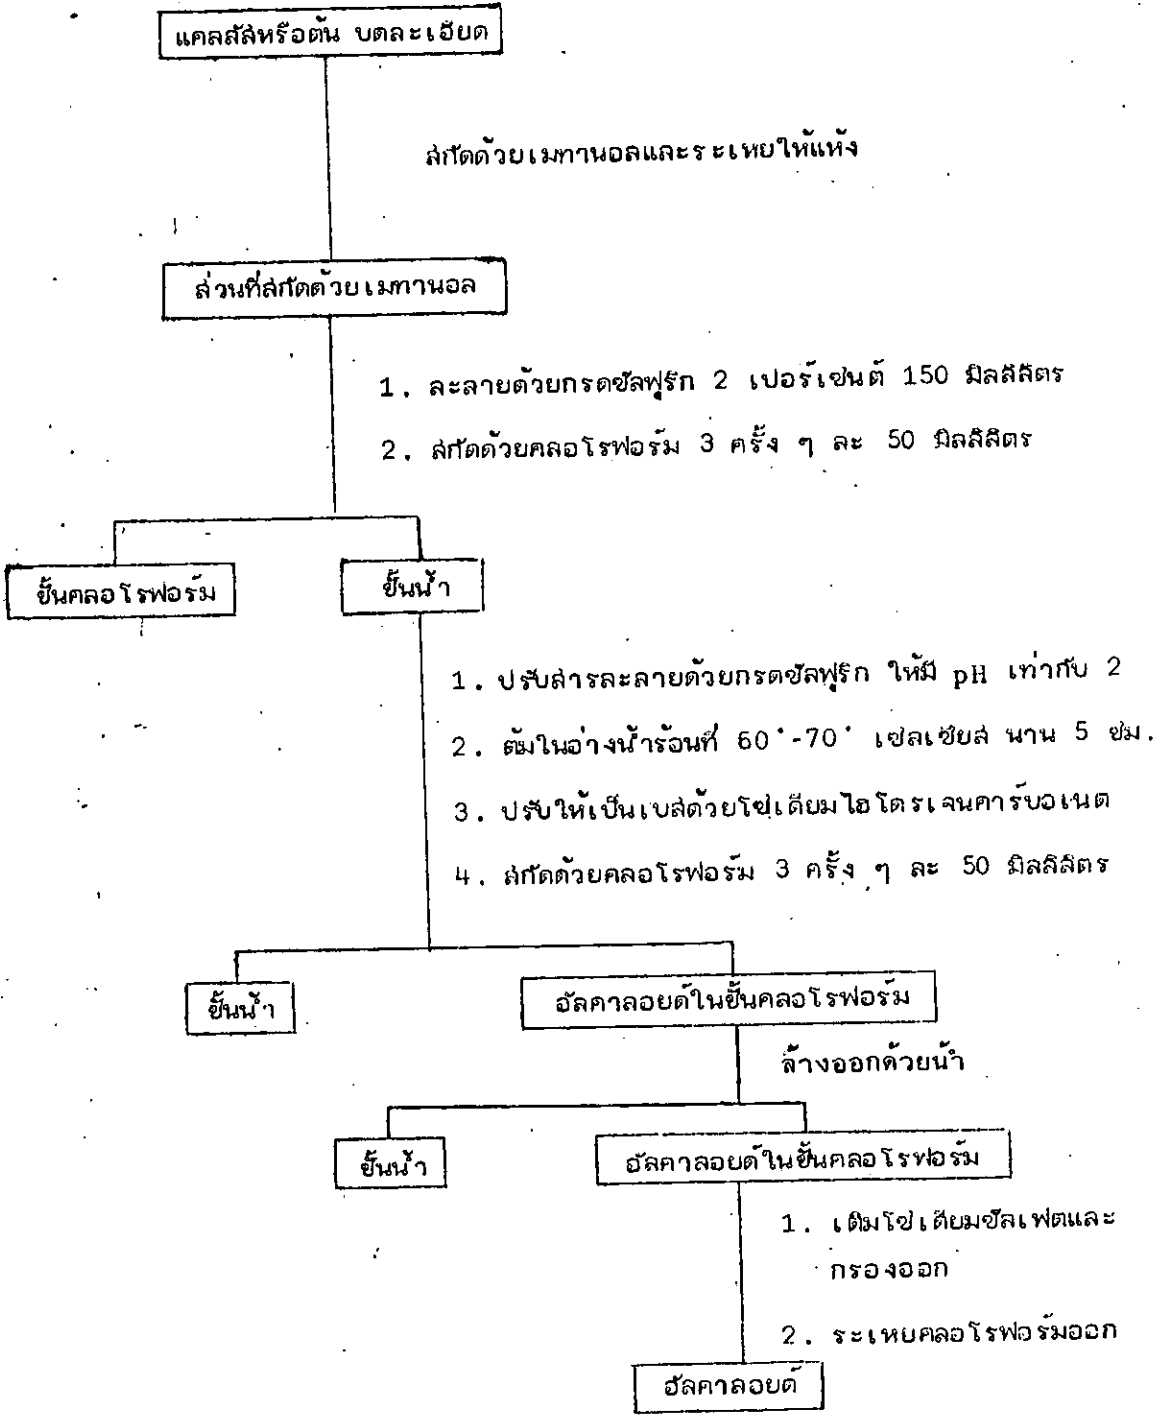 แคลลัสหรือต้น บดละเอียด
สกัดด้วยเมทานอลและระเหยให้แห้ง
ส่วนที่สกัดด้วยเมทานอล
1. ละลายด้วยกรดซัลฟุริก 2 เปอร์เซนต์ 150 มิลลิลิตร
2. สกัดด้วยคลอโรฟอร์ม 3 ครั้ง ๆ ละ 50 มิลลิลิตร
ชั้นคลอโรฟอร์ม
ชั้นน้ำ
1. ปรับสารละลายด้วยกรดซัลฟุริก ให้มี pH เท่ากับ 2
2. ต้มในอ่างน้ำร้อนที่ 60°-70° เซลเซียส นาน 5 ชม.
3. ปรับให้เป็นเบสด้วยโซเดียมไฮโดรเจนคาร์บอเนต
4. สกัดด้วยคลอโรฟอร์ม 3 ครั้ง ๆ ละ 50 มิลลิลิตร
ชั้นน้ำ
อัลคาลอยด์ในชั้นคลอโรฟอร์ม
ล้างออกด้วยน้ำ
ชั้นน้ำ
อัลคาลอยด์ในชั้นคลอโรฟอร์ม
1. เติมโซเดียมซัลเฟตและ
กรองออก
2. ระเหยคลอโรฟอร์มออก
อัลคาลอยด์